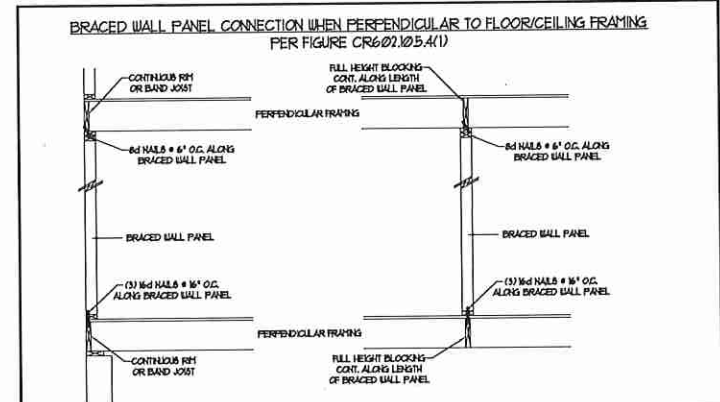 BRACED WALL PANEL CONNECTION WHEN PERPENDICULAR TO FLOOR/CEILING FRAMING
PER FIGURE CR602.10.5.4(1)
CONTINUOUS RIM
OR BAND JOIST
PERPENDICULAR FRAMING
8d NAILS @ 6" O.C. ALONG
BRACED WALL PANEL
BRACED WALL PANEL
(3) 16d NAILS @ 16" O.C.
ALONG BRACED WALL PANEL
PERPENDICULAR FRAMING
CONTINUOUS RIM
OR BAND JOIST
FULL HEIGHT BLOCKING
CONT. ALONG LENGTH
OF BRACED WALL PANEL
8d NAILS @ 6" O.C. ALONG
BRACED WALL PANEL
BRACED WALL PANEL
(3) 16d NAILS @ 16" O.C.
ALONG BRACED WALL PANEL
FULL HEIGHT BLOCKING
CONT. ALONG LENGTH
OF BRACED WALL PANEL